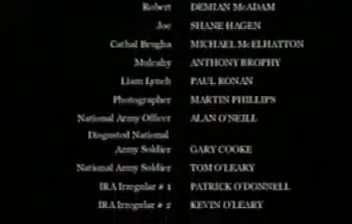 Robert DEMIAN McADAM
Joe SHANE HAGEN
Cathal Brugha MICHAEL McELHATTON
Mulcahy ANTHONY BROPHY
Liam Lynch PAUL RONAN
Photographer MARTIN PHILLIPS
National Army Officer ALAN O'NEILL
Disgusted National
Army Soldier GARY COOKE
National Army Soldier TOM O'LEARY
IRA Irregular # 1 PATRICK O'DONNELL
IRA Irregular # 2 KEVIN O'LEARY